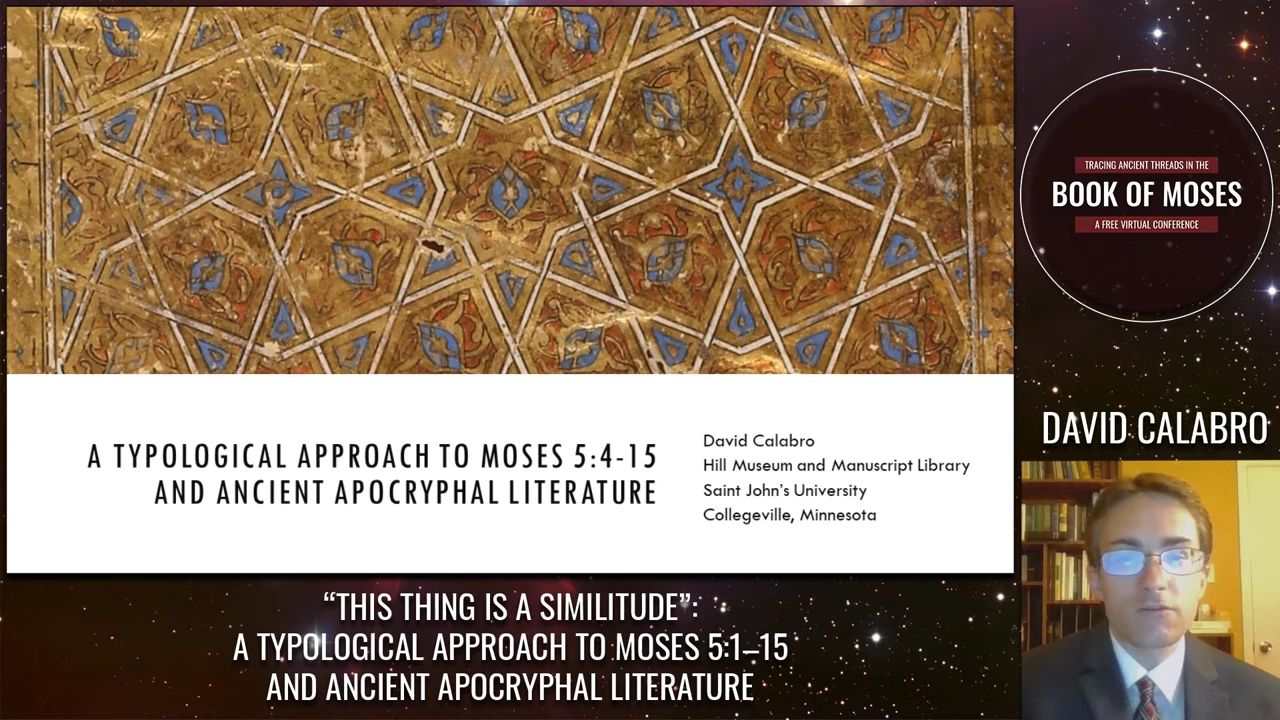 A TYPOLOGICAL APPROACH TO MOSES 5:4-15
AND ANCIENT APOCRYPHAL LITERATURE
David Calabro
Hill Museum and Manuscript Library
Saint John's University
Collegeville, Minnesota
TRACING ANCIENT THREADS IN THE
BOOK OF MOSES
A FREE VIRTUAL CONFERENCE
DAVID CALABRO
“THIS THING IS A SIMILITUDE”:
A TYPOLOGICAL APPROACH TO MOSES 5:1–15
AND ANCIENT APOCRYPHAL LITERATURE